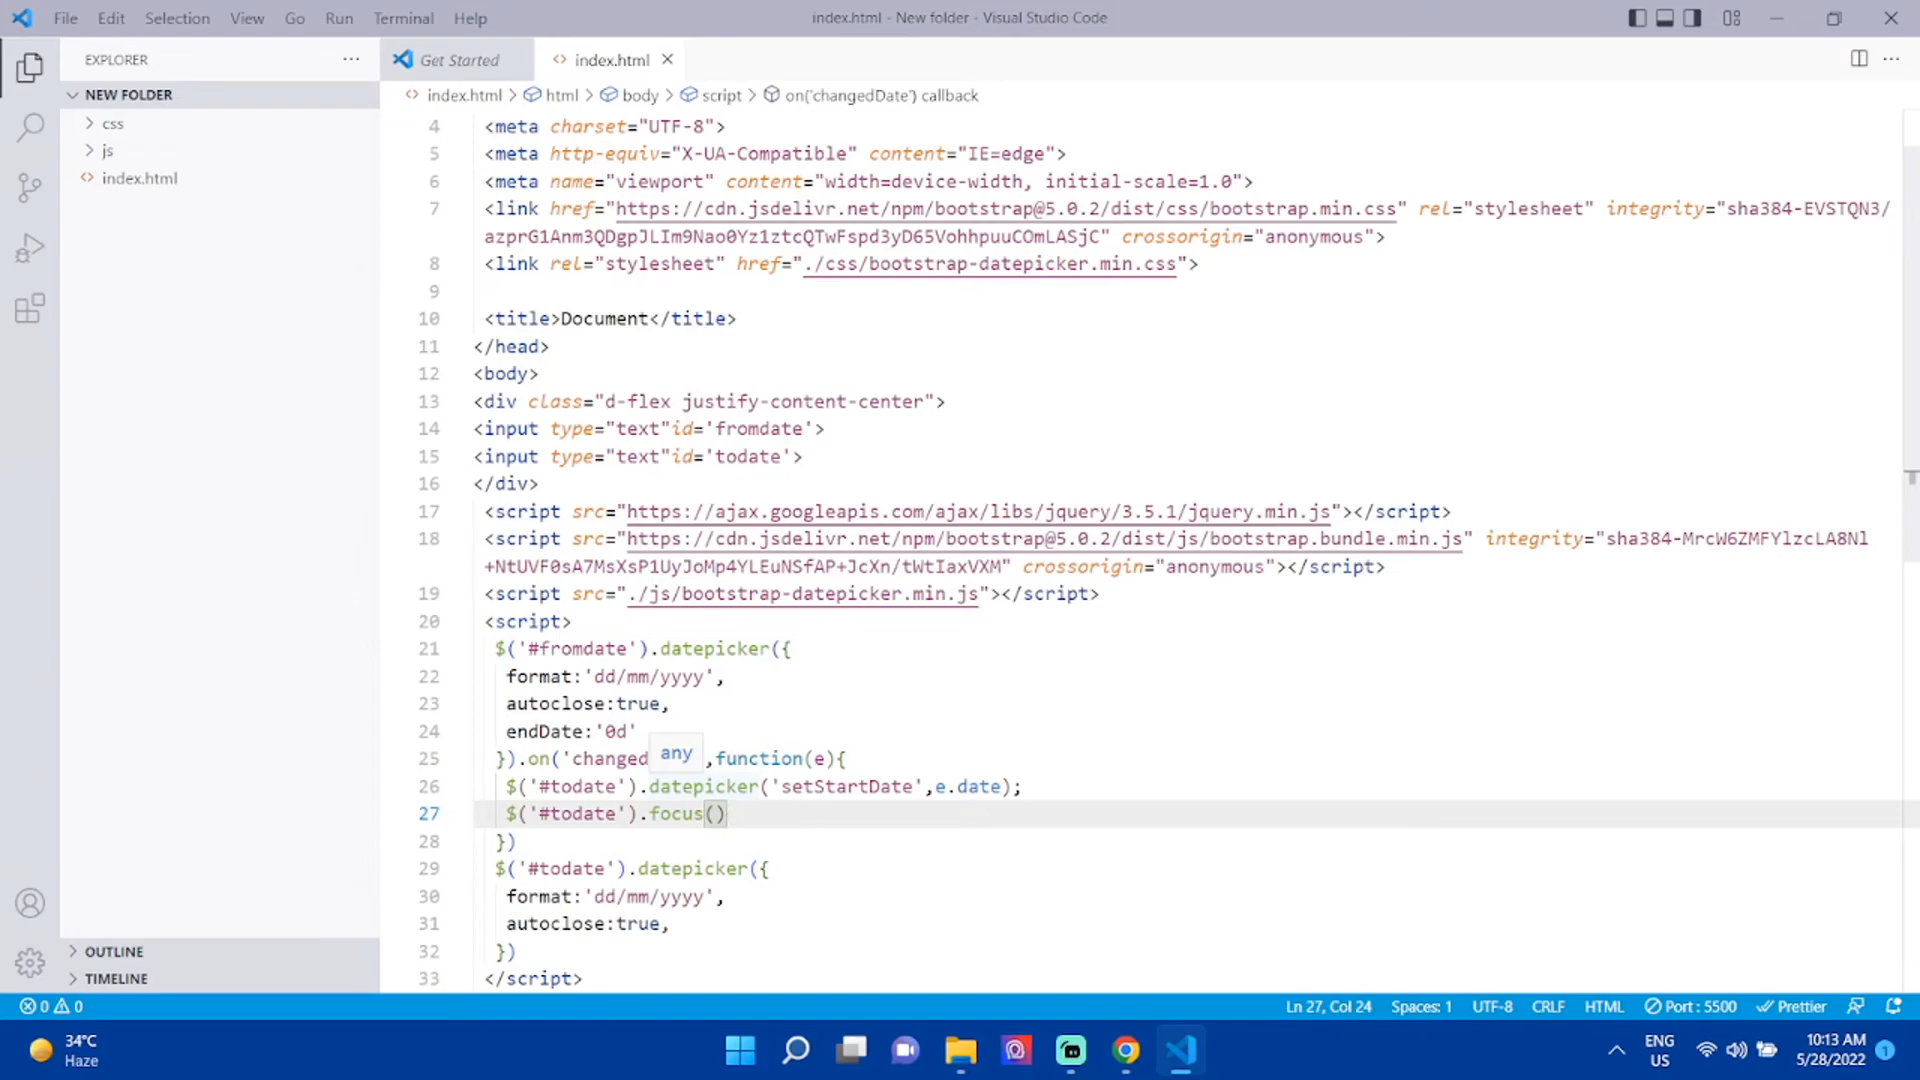 File Edit Selection View Go Run Terminal Help
index.html - New folder - Visual Studio Code
EXPLORER
Get Started
index.html
NEW FOLDER
css
js
index.html
index.html > html > body > script > on('changedDate') callback
4 <meta charset="UTF-8">
5 <meta http-equiv="X-UA-Compatible" content="IE=edge">
6 <meta name="viewport" content="width=device-width, initial-scale=1.0">
7 <link href="https://cdn.jsdelivr.net/npm/bootstrap@5.0.2/dist/css/bootstrap.min.css" rel="stylesheet" integrity="sha384-EVSTQN3/
azprG1Anm3QDgpJLIm9Nao0Yz1ztcQTwFspd3yD65VohhpuuCOmLASjC" crossorigin="anonymous">
8 <link rel="stylesheet" href="./css/bootstrap-datepicker.min.css">
9
10 <title>Document</title>
11 </head>
12 <body>
13 <div class="d-flex justify-content-center">
14 <input type="text"id='fromdate'>
15 <input type="text"id='todate'>
16 </div>
17 <script src="https://ajax.googleapis.com/ajax/libs/jquery/3.5.1/jquery.min.js"></script>
18 <script src="https://cdn.jsdelivr.net/npm/bootstrap@5.0.2/dist/js/bootstrap.bundle.min.js" integrity="sha384-MrcW6ZMFYlzcLA8Nl
+NtUVF0sA7MsXsP1UyJoMp4YLEuNSfAP+JcXn/tWtIaxVXM" crossorigin="anonymous"></script>
19 <script src="./js/bootstrap-datepicker.min.js"></script>
20 <script>
21 $('#fromdate').datepicker({
22 format:'dd/mm/yyyy',
23 autoclose:true,
24 endDate:'0d'
any
25 }).on('changed ,function(e){
26 $('#todate').datepicker('setStartDate',e.date);
27 $('#todate').focus()
28 })
29 $('#todate').datepicker({
30 format:'dd/mm/yyyy',
31 autoclose:true,
32 })
33 </script>
OUTLINE
TIMELINE
0 0
Ln 27, Col 24 Spaces: 1 UTF-8 CRLF HTML Port : 5500 Prettier
34°C
Haze
ENG
US
10:13 AM
5/28/2022
1